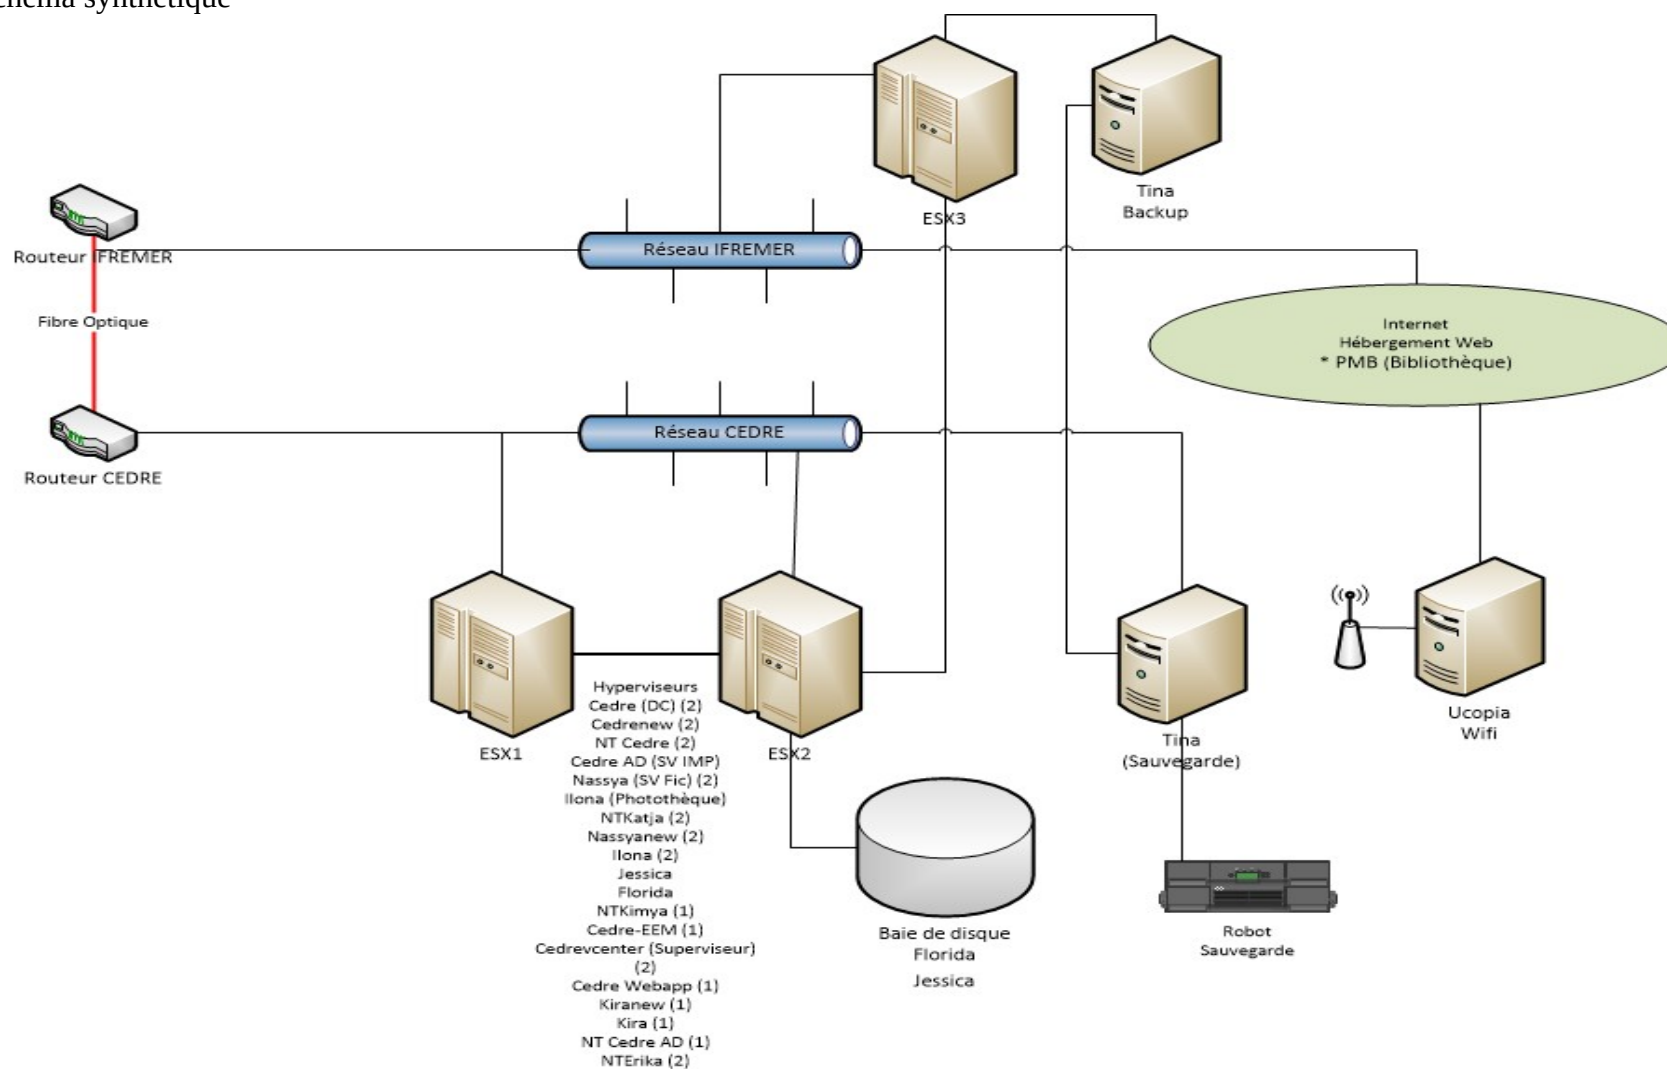 schéma synthétique
ESX3
Tina
Backup
Routeur IFREMER
Réseau IFREMER
Fibre Optique
Internet
Hébergement Web
* PMB (Bibliothèque)
Réseau CEDRE
Routeur CEDRE
ESX1
ESX2
Hyperviseurs
Cedre (DC) (2)
Cedrenew (2)
NT Cedre (2)
Cedre AD (SV IMP)
Nassya (SV Fic) (2)
Ilona (Photothèque)
NTKatja (2)
Nassyanew (2)
Ilona (2)
Jessica
Florida
NTKimya (1)
Cedre-EEM (1)
Cedrevcenter (Superviseur)
(2)
Cedre Webapp (1)
Kiranew (1)
Kira (1)
NT Cedre AD (1)
NTErika (2)
Baie de disque
Florida
Jessica
Tina
(Sauvegarde)
Robot
Sauvegarde
Ucopia
Wifi